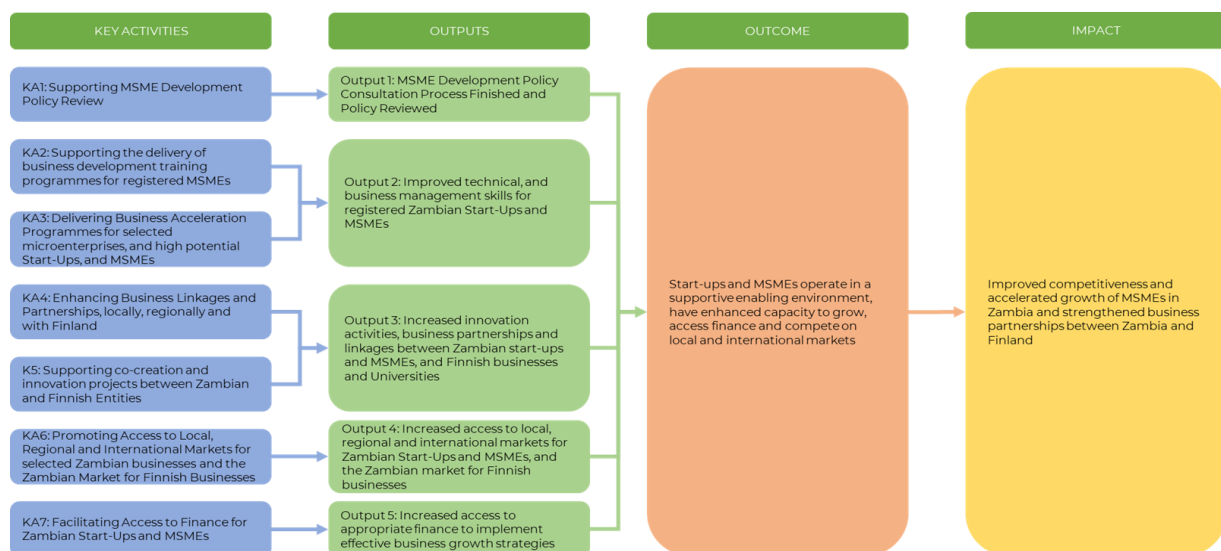 KEY ACTIVITIES
OUTPUTS
OUTCOME
IMPACT
KA1: Supporting MSME Development
Policy Review
KA2: Supporting the delivery of
business development training
programmes for registered MSMEs
KA3: Delivering Business Acceleration
Programmes for selected
microenterprises, and high potential
Start-Ups, and MSMEs
KA4: Enhancing Business Linkages and
Partnerships, locally, regionally and
with Finland
K5: Supporting co-creation and
innovation projects between Zambian
and Finnish Entities
KA6: Promoting Access to Local,
Regional and International Markets for
selected Zambian businesses and the
Zambian Market for Finnish Businesses
KA7: Facilitating Access to Finance for
Zambian Start-Ups and MSMEs
Output 1: MSME Development Policy
Consultation Process Finished and
Policy Reviewed
Output 2: Improved technical, and
business management skills for
registered Zambian Start-Ups and
MSMEs
Output 3: Increased innovation
activities, business partnerships and
linkages between Zambian start-ups
and MSMEs, and Finnish businesses
and Universities
Output 4: Increased access to local,
regional and international markets for
Zambian Start-Ups and MSMEs, and
the Zambian market for Finnish
businesses
Output 5: Increased access to
appropriate finance to implement
effective business growth strategies
Start-ups and MSMEs operate in a
supportive enabling environment,
have enhanced capacity to grow,
access finance and compete on
local and international markets
Improved competitiveness and
accelerated growth of MSMEs in
Zambia and strengthened business
partnerships between Zambia and
Finland